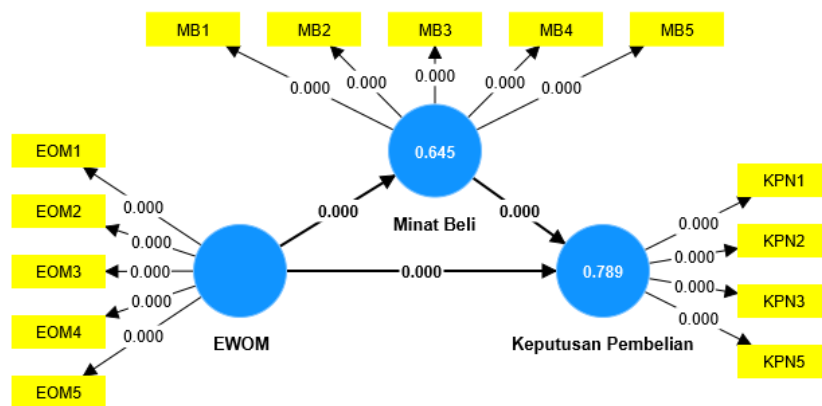 MB1
MB2
MB3
MB4
MB5
0.000
0.000
0.000
0.000
0.000
0.645
Minat Beli
EOM1
EOM2
EOM3
EOM4
EOM5
0.000
0.000
0.000
0.000
0.000
EWOM
0.000
0.000
0.000
0.789
Keputusan Pembelian
0.000
0.000
0.000
0.000
KPN1
KPN2
KPN3
KPN5